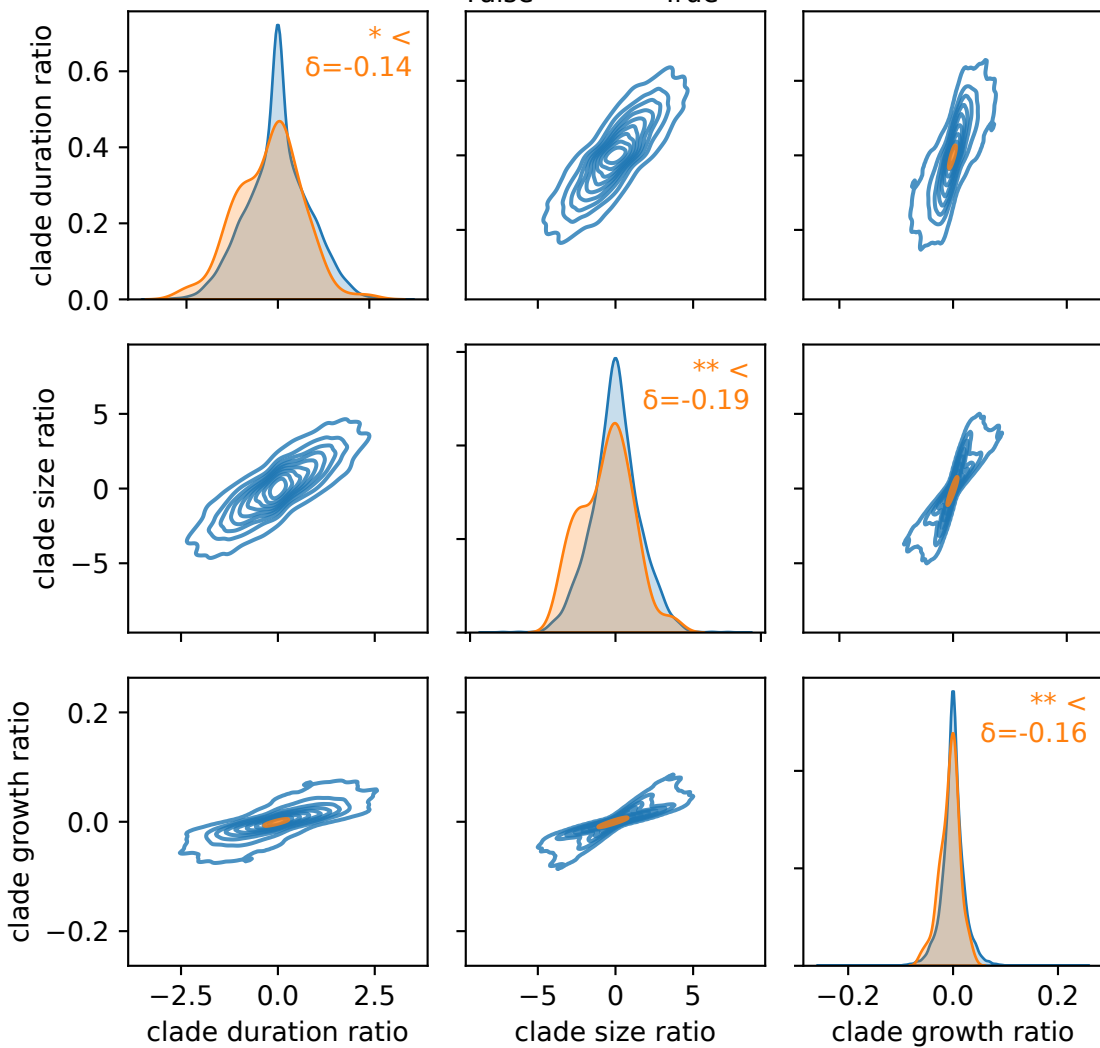 clade duration ratio
0.6
0.4
0.2
0.0
* <
δ=-0.14
clade size ratio
5
0
−5
** <
δ=-0.19
clade growth ratio
0.2
0.0
−0.2
** <
δ=-0.16
−2.5 0.0 2.5
−5 0 5
−0.2 0.0 0.2
clade duration ratio
clade size ratio
clade growth ratio